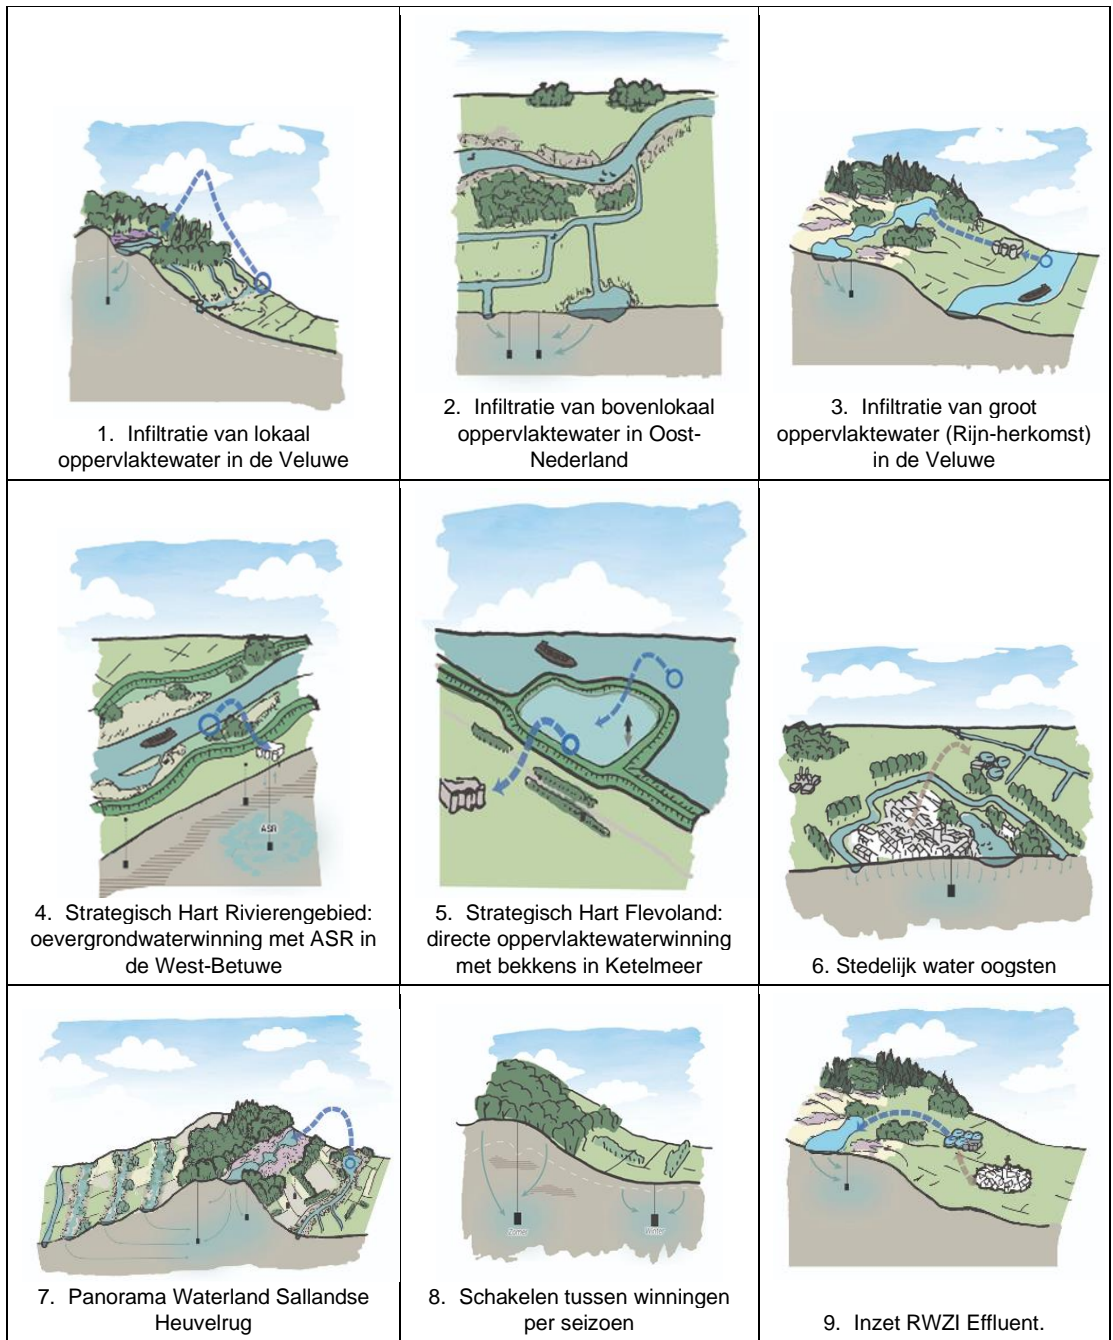 1. Infiltratie van lokaal
oppervlaktewater in de Veluwe
2. Infiltratie van bovenlokaal
oppervlaktewater in Oost-
Nederland
3. Infiltratie van groot
oppervlaktewater (Rijn-herkomst)
in de Veluwe
ASR
4. Strategisch Hart Rivierengebied:
oevergrondwaterwinning met ASR in
de West-Betuwe
5. Strategisch Hart Flevoland:
directe oppervlaktewaterwinning
met bekkens in Ketelmeer
6. Stedelijk water oogsten
7. Panorama Waterland Sallandse
Heuvelrug
Zomer
Winter
8. Schakelen tussen winningen
per seizoen
9. Inzet RWZI Effluent.